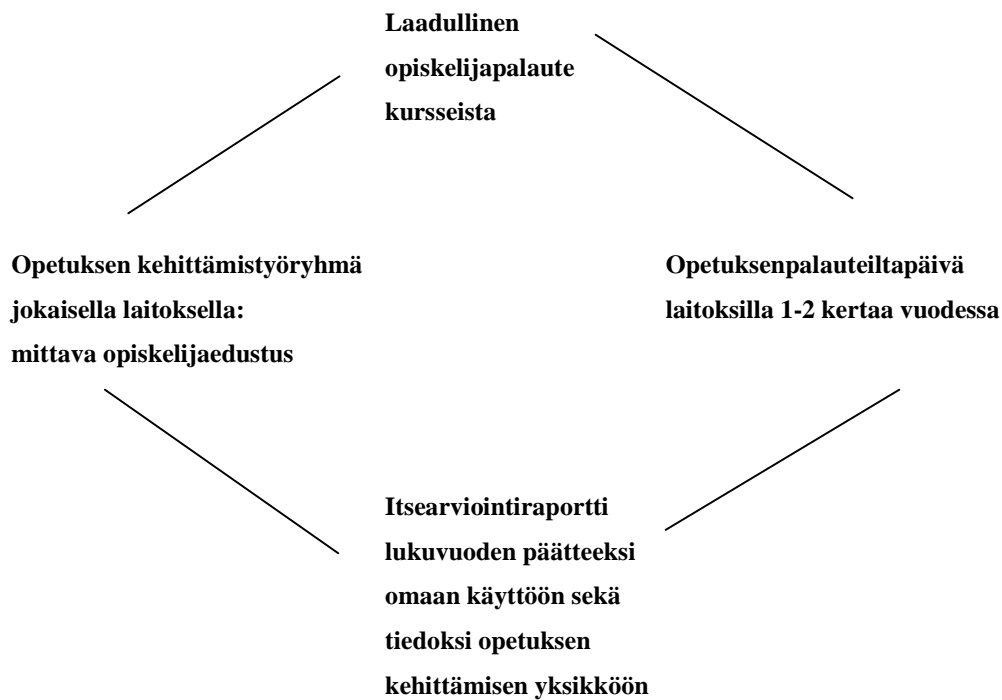 Laadullinen
opiskelijapalaute
kursseista
Opetuksen kehittämistyöryhmä
jokaisella laitoksella:
mittava opiskelijaedustus
Opetuksenpalauteiltapäivä
laitoksilla 1-2 kertaa vuodessa
Itsearviointiraportti
lukuvuoden päätteeksi
omaan käyttöön sekä
tiedoksi opetuksen
kehittämisen yksikköön